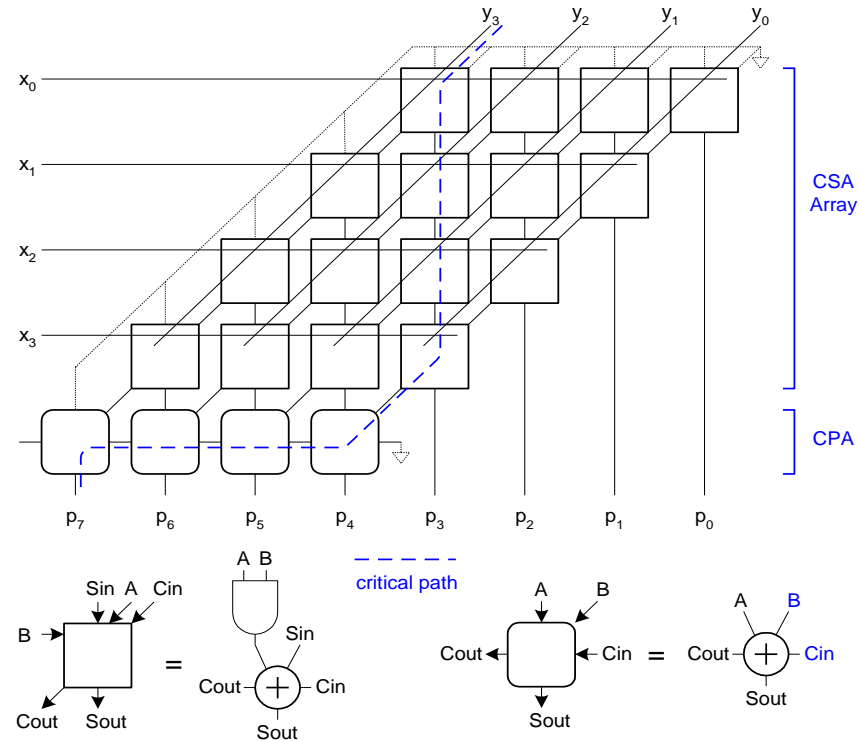 y₃ y₂ y₁ y₀
x₀
x₁
x₂
x₃
CSA
Array
CPA
p₇ p₆ p₅ p₄ p₃ p₂ p₁ p₀
critical path
A B
Sin A Cin
B
Sin
=
Cout Cin
Cout Sout
Sout
A B
Cout Cin
=
Sout
A B
Cout Cin
Sout